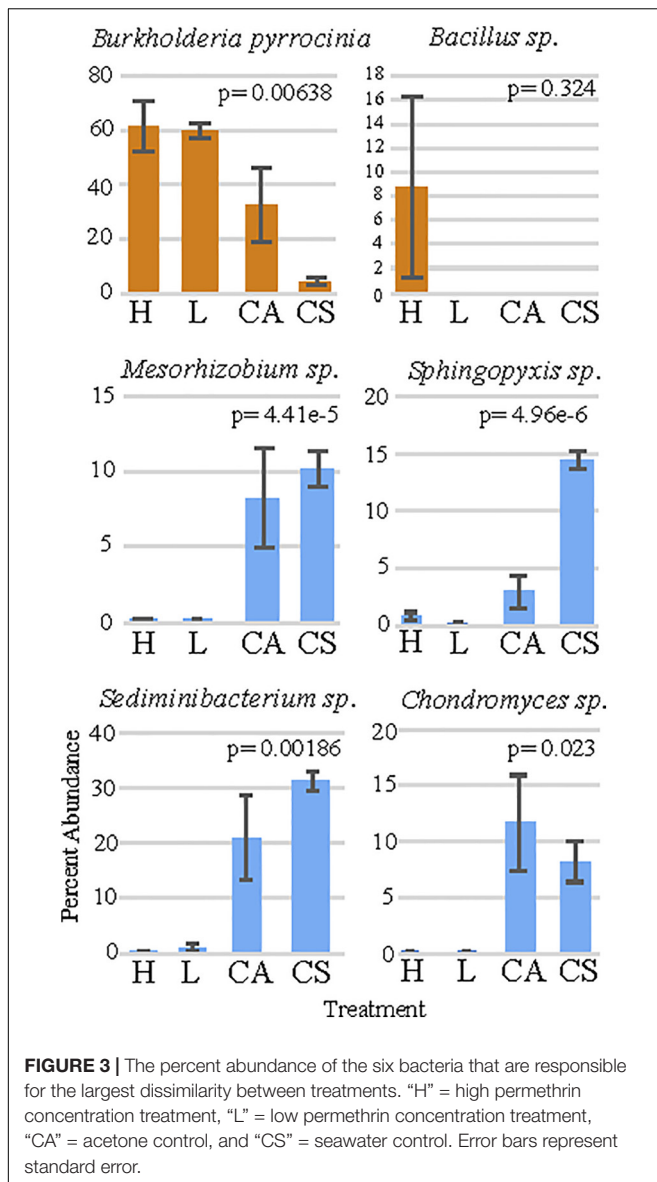 Burkholderia pyrrocinia
Bacillus sp.
80
60
40
20
0
p= 0.00638
H L CA CS
18
16
14
12
10
8
6
4
2
0
p= 0.324
H L CA CS
Mesorhizobium sp.
Sphingopyxis sp.
15
10
5
0
p= 4.41e-5
H L CA CS
20
15
10
5
0
p= 4.96e-6
H L CA CS
Sediminibacterium sp.
Chondromyces sp.
Percent Abundance
40
30
20
10
0
p= 0.00186
H L CA CS
20
15
10
5
0
p= 0.023
H L CA CS
Treatment
FIGURE 3 | The percent abundance of the six bacteria that are responsible
for the largest dissimilarity between treatments. “H” = high permethrin
concentration treatment, “L” = low permethrin concentration treatment,
“CA” = acetone control, and “CS” = seawater control. Error bars represent
standard error.